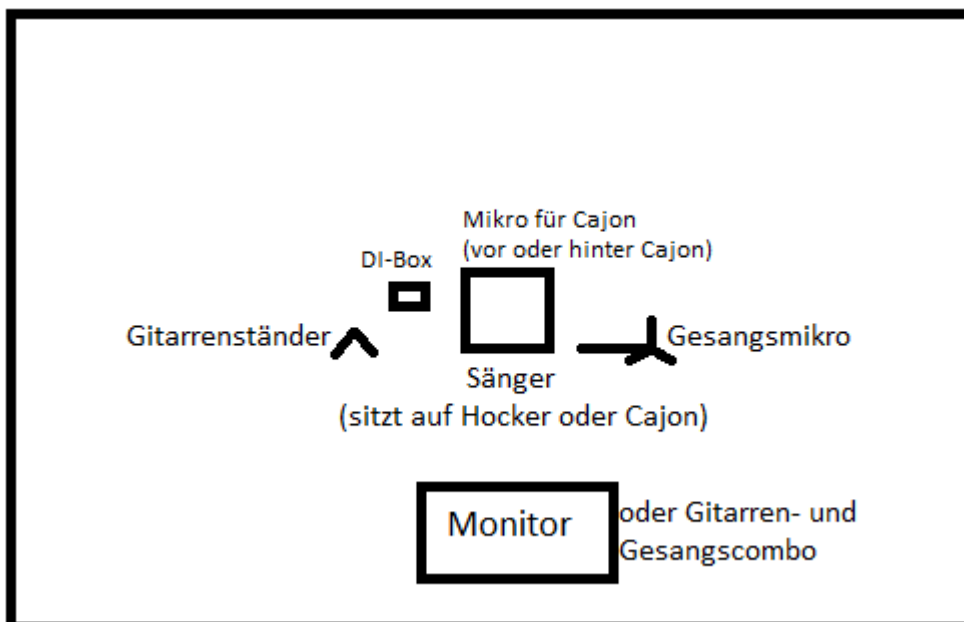 Mikro für Cajon
(vor oder hinter Cajon)
DI-Box
Gitarrenständer
Gesangsmikro
Sänger
(sitzt auf Hocker oder Cajon)
Monitor
oder Gitarren- und
Gesangscombo